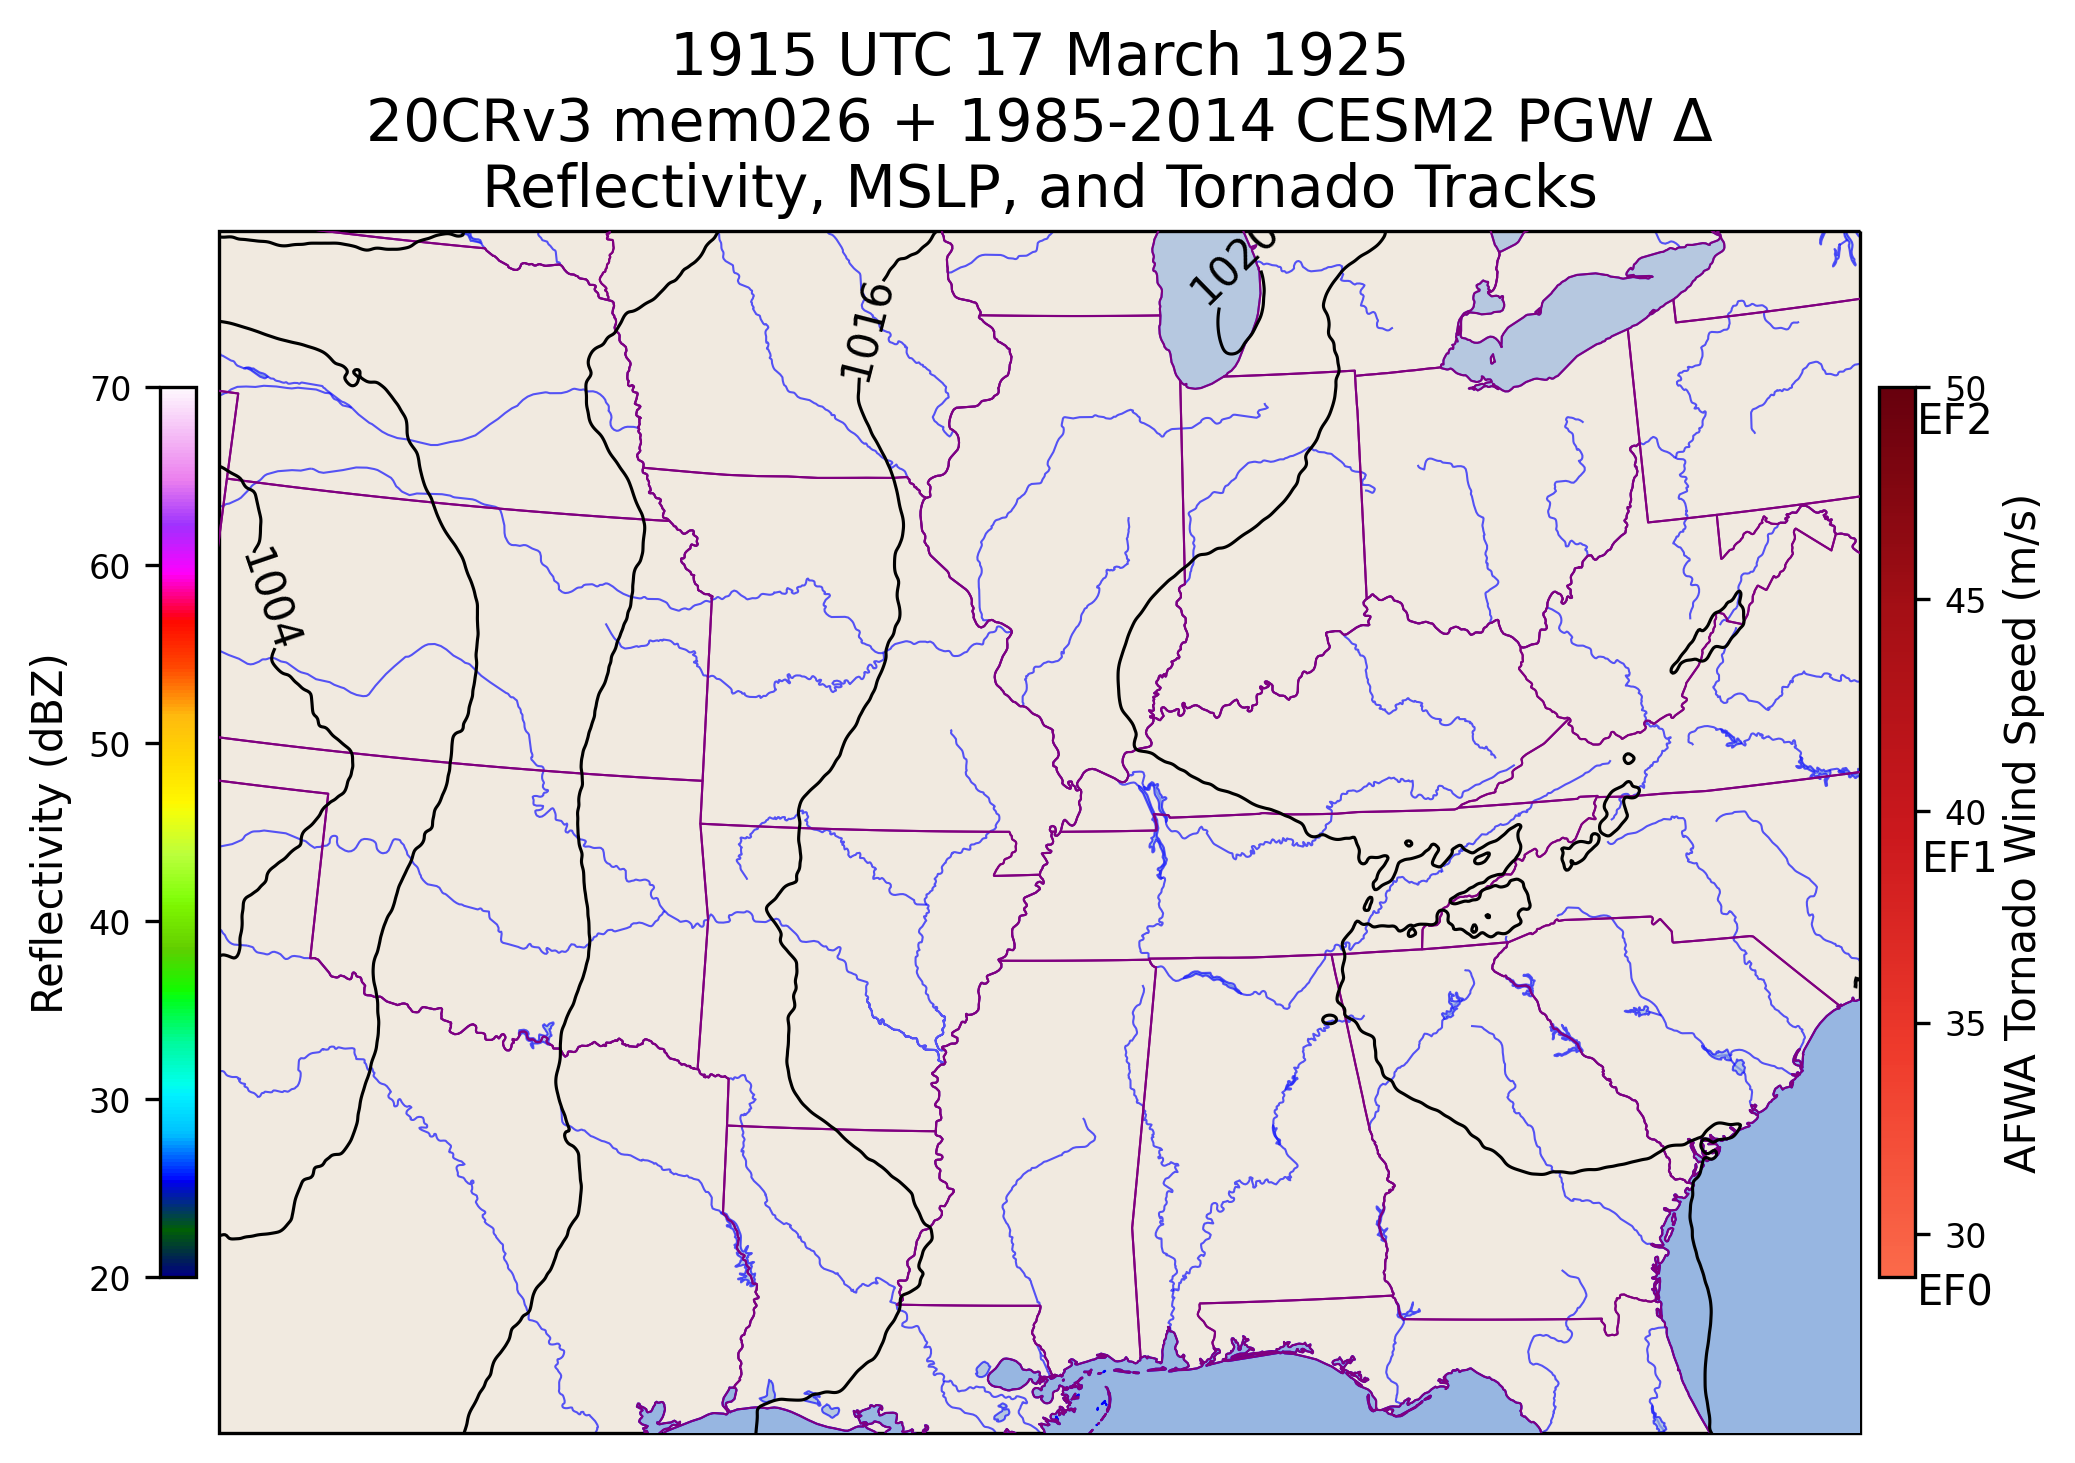 1915 UTC 17 March 1925
20CRv3 mem026 + 1985-2014 CESM2 PGW Δ
Reflectivity, MSLP, and Tornado Tracks
1020
1016
1004
70
60
50
40
30
20
Reflectivity (dBZ)
50
EF2
45
40
EF1
35
30
EF0
AFWA Tornado Wind Speed (m/s)